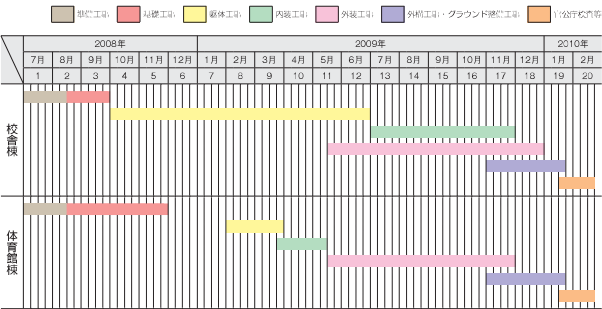 準備工事 基礎工事 躯体工事 内装工事 外装工事 外構工事・グラウンド整備工事 官公庁検査等
2008年 2009年 2010年
7月 8月 9月 10月 11月 12月 1月 2月 3月 4月 5月 6月 7月 8月 9月 10月 11月 12月 1月 2月
1 2 3 4 5 6 7 8 9 10 11 12 13 14 15 16 17 18 19 20
校舎棟
体育館棟